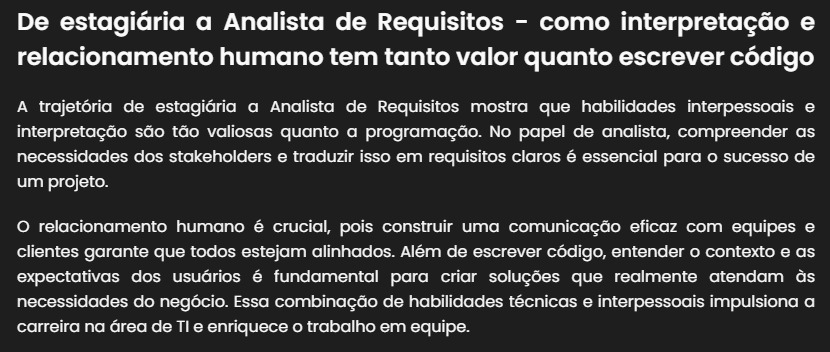 De estagiária a Analista de Requisitos - como interpretação e
relacionamento humano tem tanto valor quanto escrever código
A trajetória de estagiária a Analista de Requisitos mostra que habilidades interpessoais e
interpretação são tão valiosas quanto a programação. No papel de analista, compreender as
necessidades dos stakeholders e traduzir isso em requisitos claros é essencial para o sucesso de
um projeto.
O relacionamento humano é crucial, pois construir uma comunicação eficaz com equipes e
clientes garante que todos estejam alinhados. Além de escrever código, entender o contexto e as
expectativas dos usuários é fundamental para criar soluções que realmente atendam às
necessidades do negócio. Essa combinação de habilidades técnicas e interpessoais impulsiona a
carreira na área de TI e enriquece o trabalho em equipe.